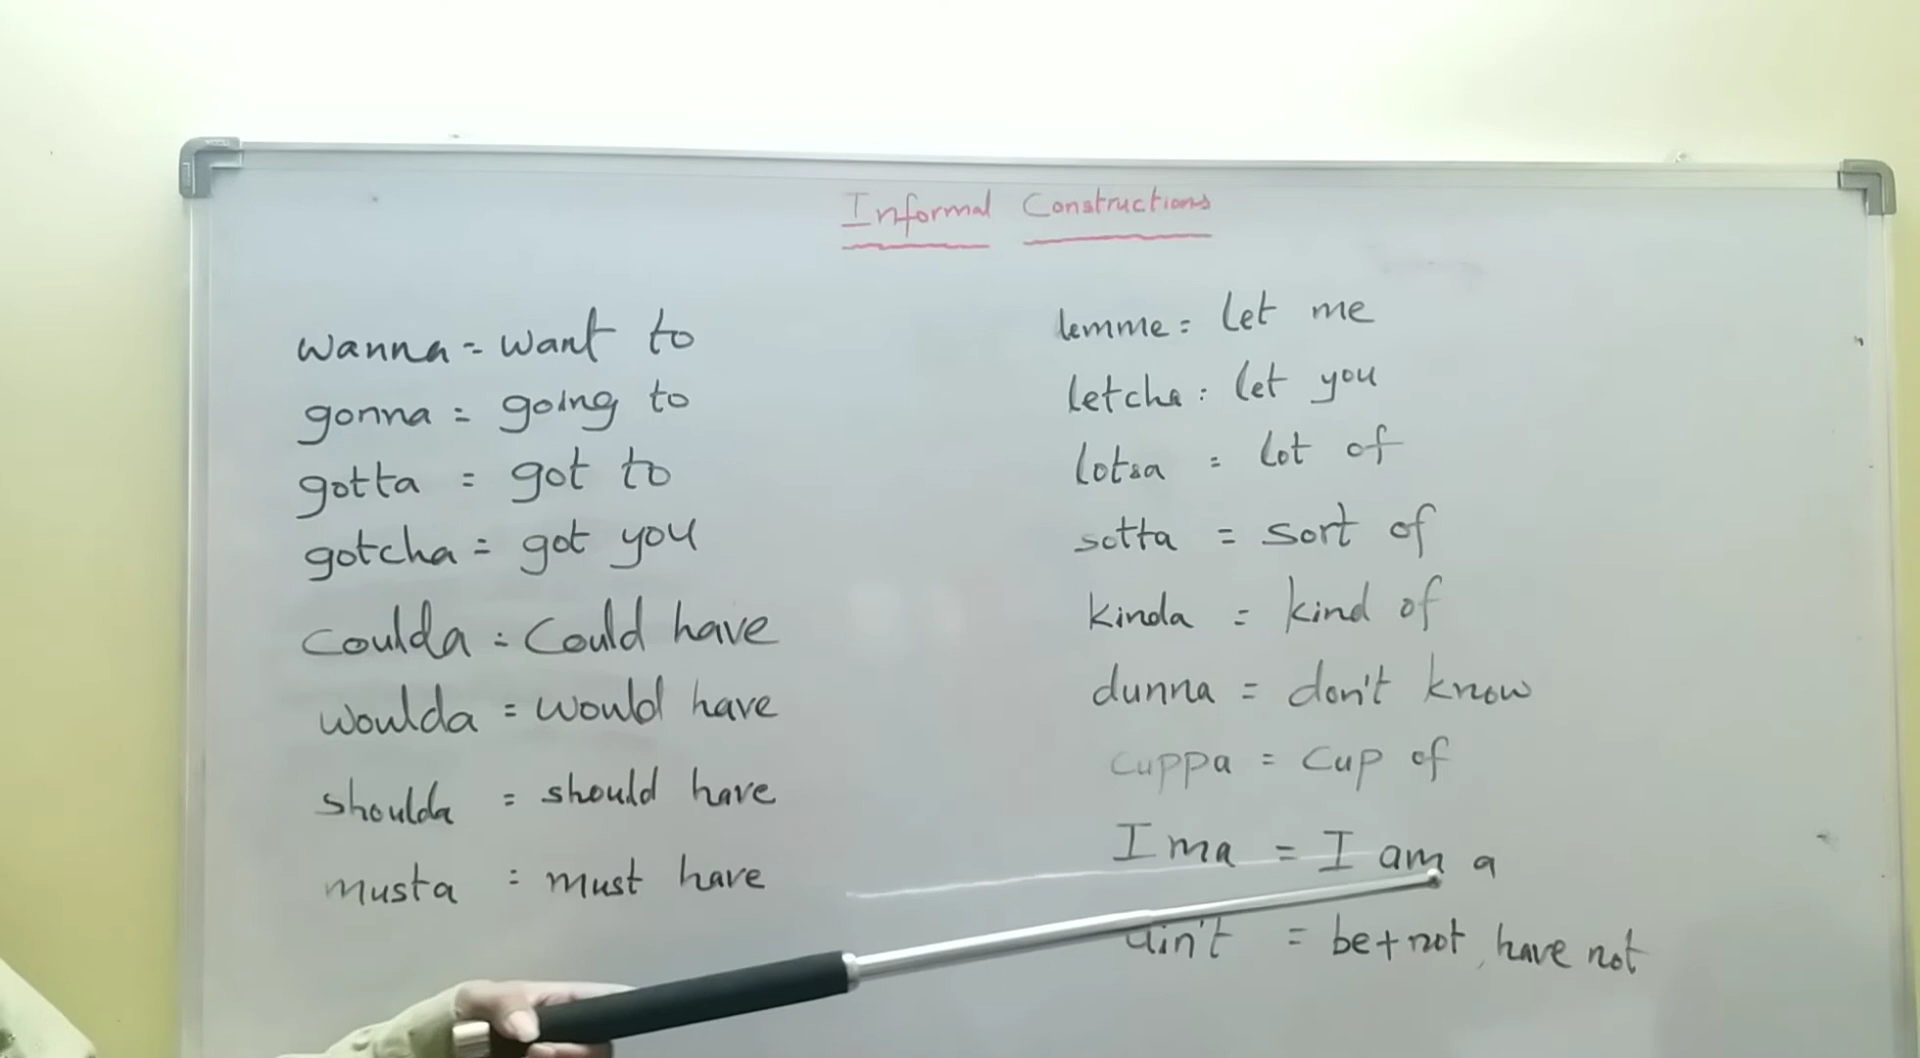 Informal Constructions
wanna = want to
gonna = going to
gotta = got to
gotcha = got you
Coulda = Could have
woulda = would have
shoulda = should have
musta = must have
lemme = let me
letcha = let you
lotsa = lot of
sotta = sort of
kinda = kind of
dunna = don't know
cuppa = cup of
Ima = I am a
ain't = be + not, have not